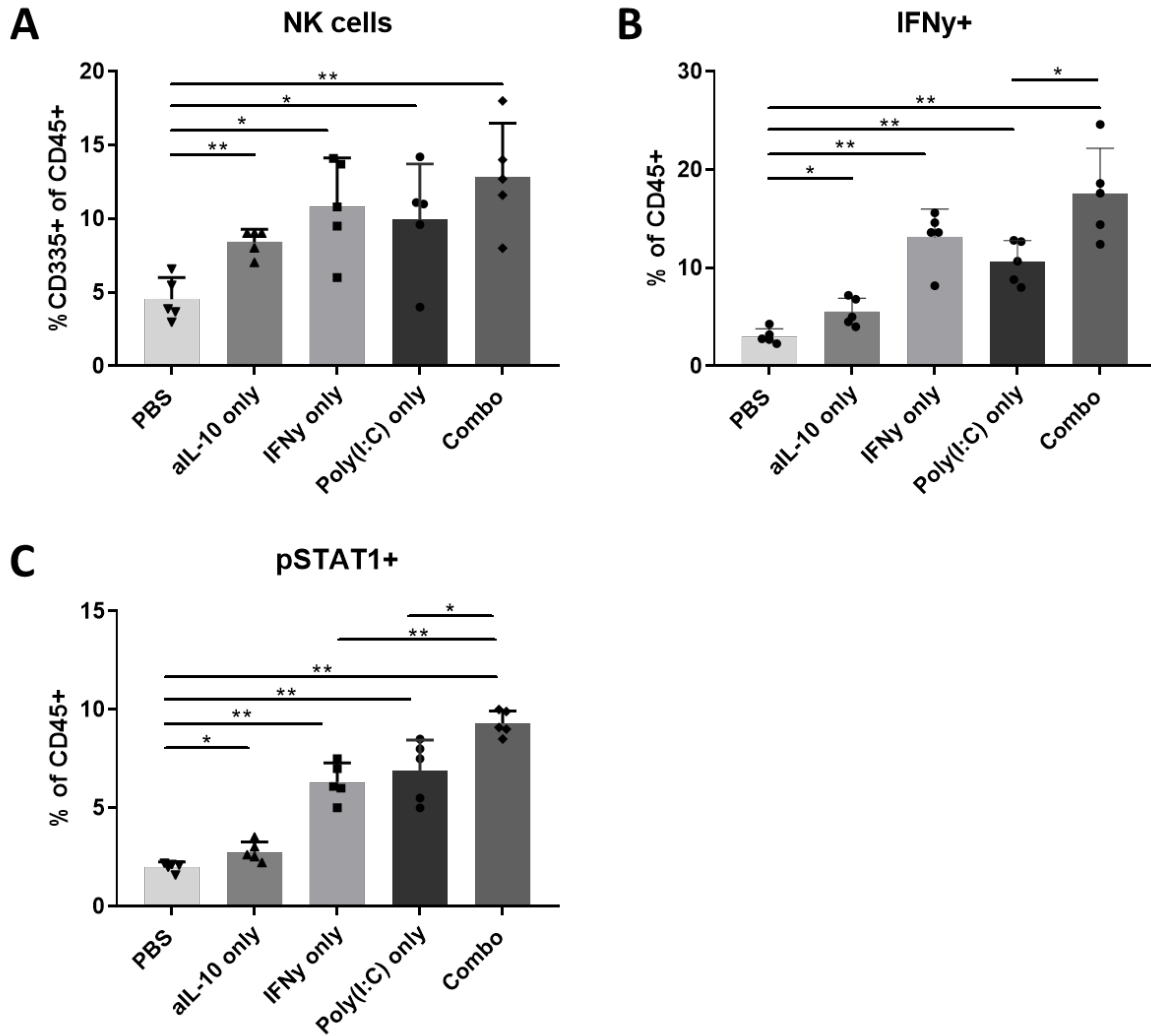 A
NK cells
% CD335+ of CD45+
20
15
10
5
0
**
*
*
**
PBS
aIL-10 only
IFNy only
Poly(I:C) only
Combo
B
IFNy+
% of CD45+
30
20
10
0
*
**
**
**
*
PBS
aIL-10 only
IFNy only
Poly(I:C) only
Combo
C
pSTAT1+
% of CD45+
15
10
5
0
*
**
**
**
**
*
PBS
aIL-10 only
IFNy only
Poly(I:C) only
Combo